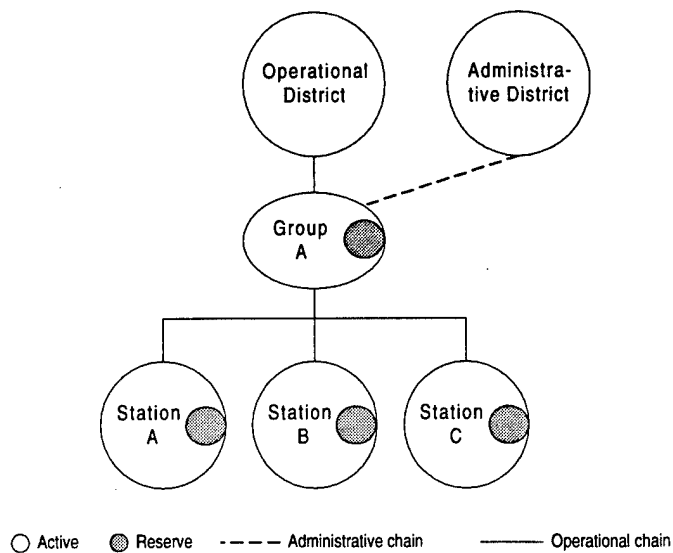 Operational
District
Administra-
tive District
Group
A
Station
A
Station
B
Station
C
Active
Reserve
Administrative chain
Operational chain